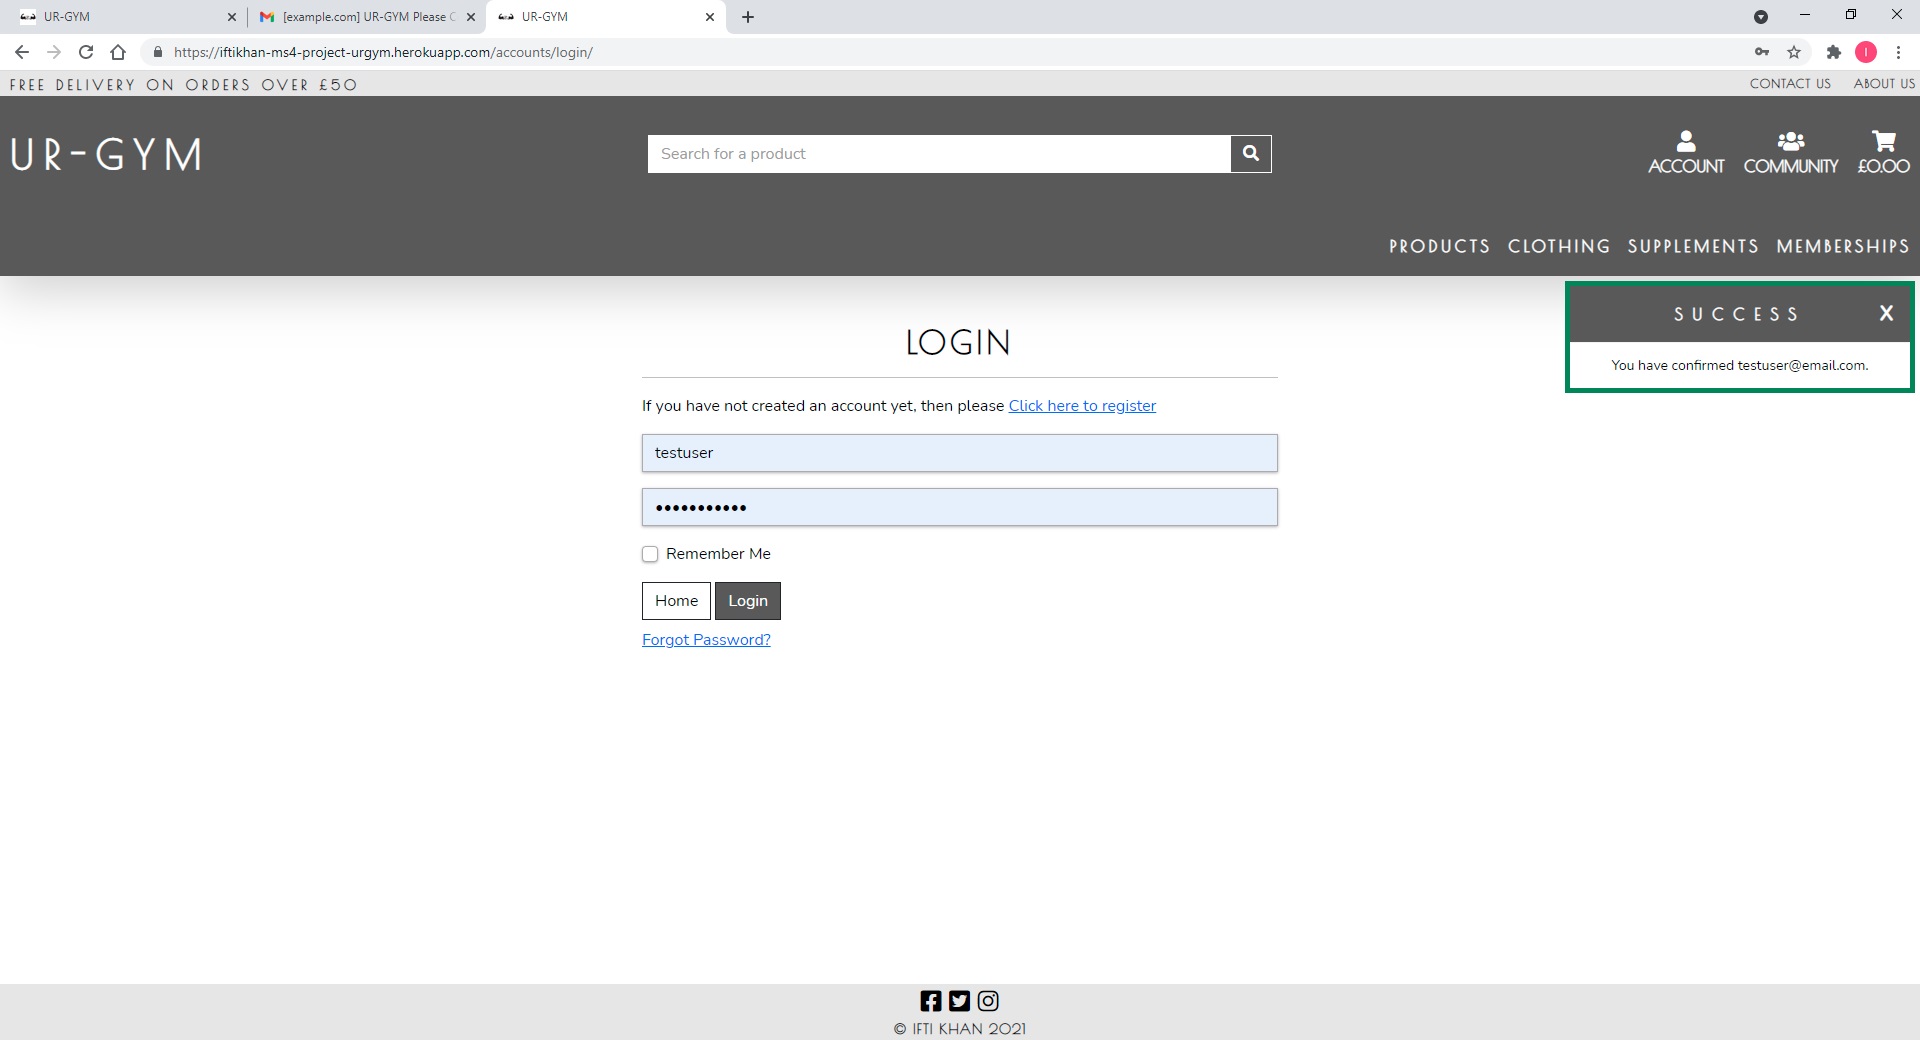 UR-GYM
[example.com] UR-GYM Please
UR-GYM
https://iftikhan-ms4-project-urgym.herokuapp.com/accounts/login/
I
FREE DELIVERY ON ORDERS OVER £50
CONTACT US
ABOUT US
UR-GYM
Search for a product
ACCOUNT
COMMUNITY
£0.00
PRODUCTS CLOTHING SUPPLEMENTS MEMBERSHIPS
SUCCESS
X
You have confirmed testuser@email.com.
LOGIN
If you have not created an account yet, then please Click here to register
testuser
Remember Me
Home
Login
Forgot Password?
© IFTI KHAN 2021